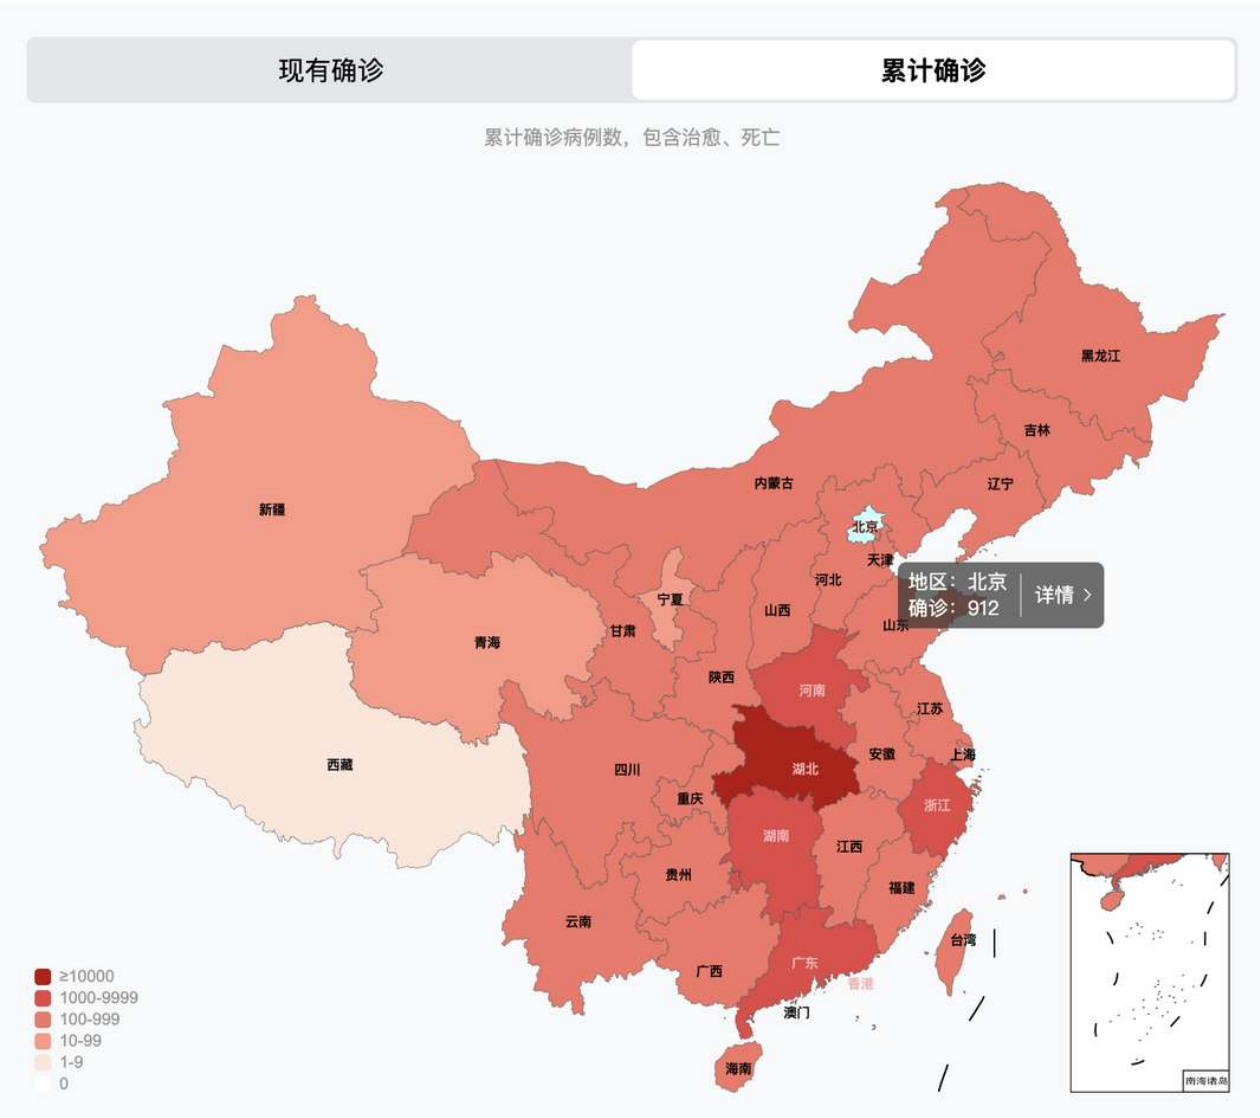 现有确诊
累计确诊
累计确诊病例数，包含治愈、死亡
黑龙江
吉林
内蒙古
辽宁
新疆
北京
天津
地区：北京
确诊：912
详情 >
河北
宁夏
山西
山东
甘肃
青海
陕西
河南
江苏
上海
安徽
西藏
四川
湖北
重庆
浙江
湖南
江西
贵州
福建
云南
台湾
广西
广东
香港
澳门
海南
≥10000
1000-9999
100-999
10-99
1-9
0
南海诸岛